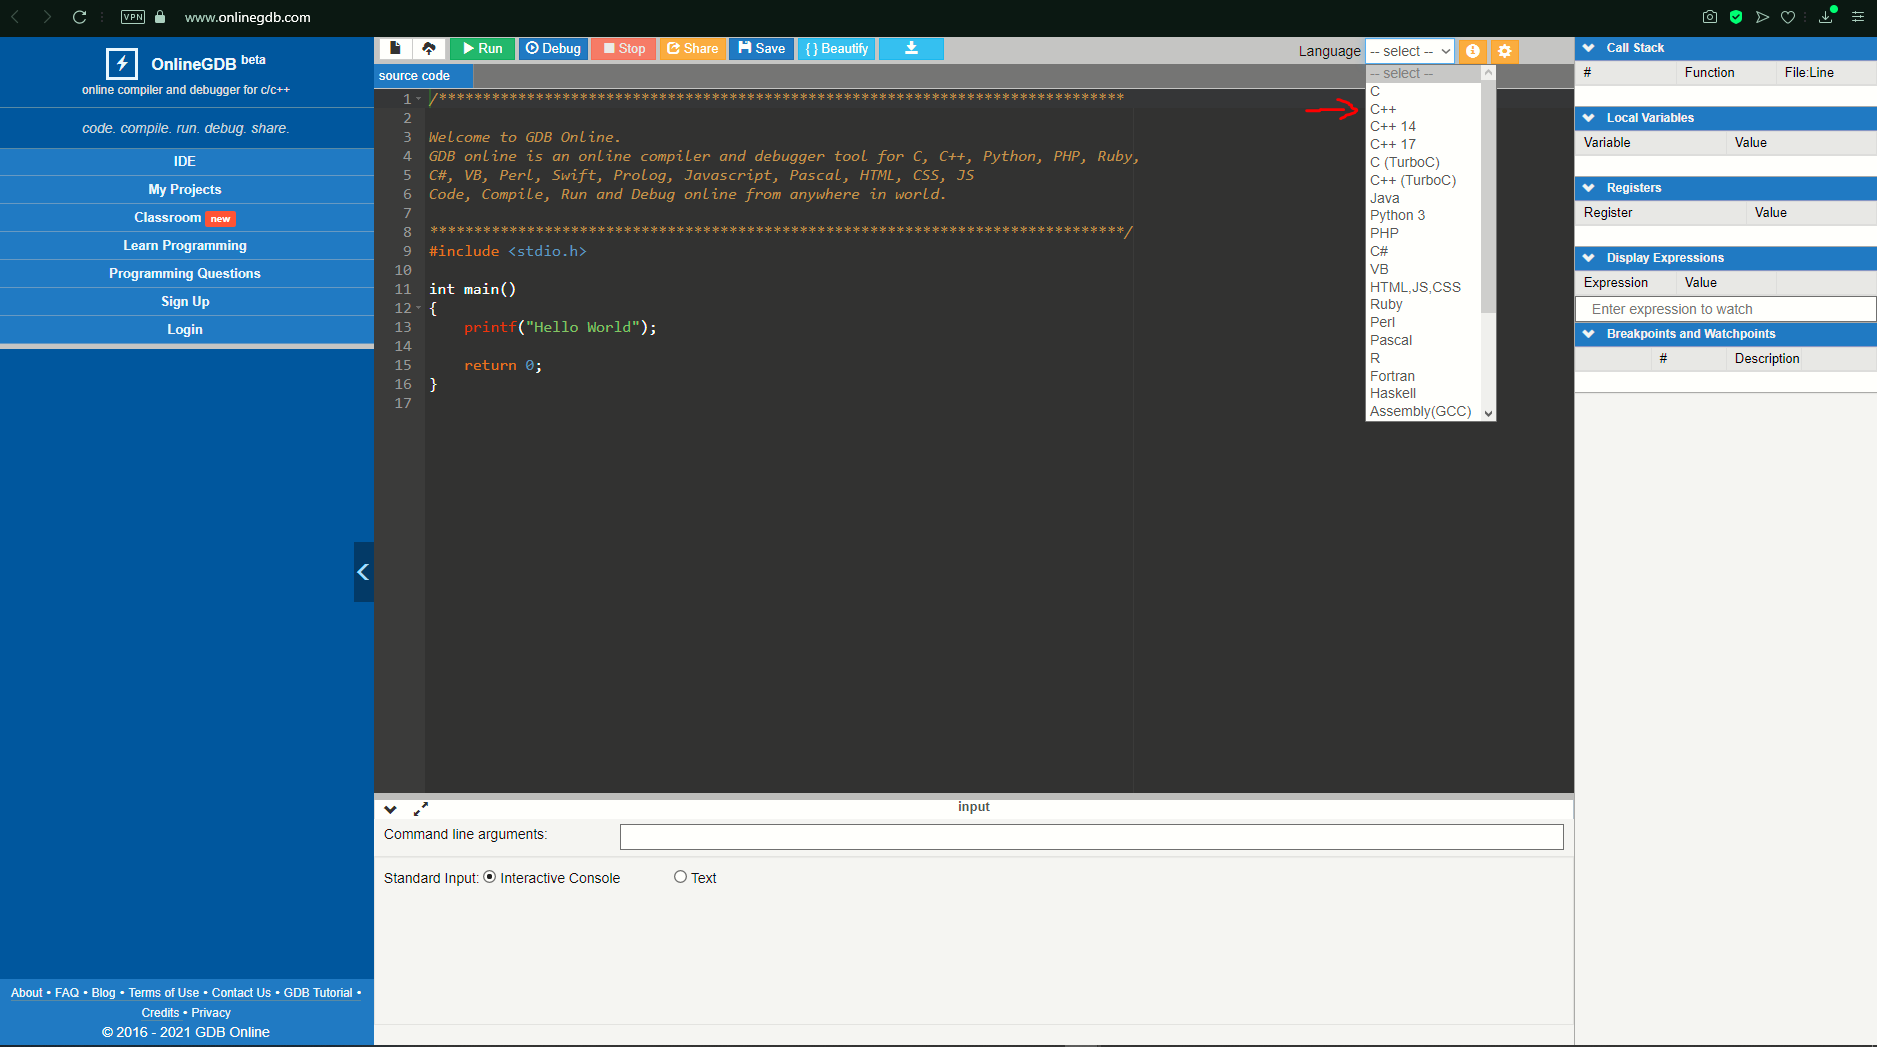 VPN www.onlinegdb.com
OnlineGDB beta
online compiler and debugger for c/c++
code. compile. run. debug. share.
IDE
My Projects
Classroom new
Learn Programming
Programming Questions
Sign Up
Login
About • FAQ • Blog • Terms of Use • Contact Us • GDB Tutorial •
Credits • Privacy
© 2016 - 2021 GDB Online
Run Debug Stop Share Save { } Beautify
Language -- select --
source code
-- select --
C
C++
C++ 14
C++ 17
C (TurboC)
C++ (TurboC)
Java
Python 3
PHP
C#
VB
HTML,JS,CSS
Ruby
Perl
Pascal
R
Fortran
Haskell
Assembly(GCC)
1 /******************************************************************************
2
3 Welcome to GDB Online.
4 GDB online is an online compiler and debugger tool for C, C++, Python, PHP, Ruby,
5 C#, VB, Perl, Swift, Prolog, Javascript, Pascal, HTML, CSS, JS
6 Code, Compile, Run and Debug online from anywhere in world.
7
8 *******************************************************************************/
9 #include <stdio.h>
10
11 int main()
12 {
13     printf("Hello World");
14
15     return 0;
16 }
17
input
Command line arguments:
Standard Input: Interactive Console Text
Call Stack
# Function File:Line
Local Variables
Variable Value
Registers
Register Value
Display Expressions
Expression Value
Enter expression to watch
Breakpoints and Watchpoints
# Description